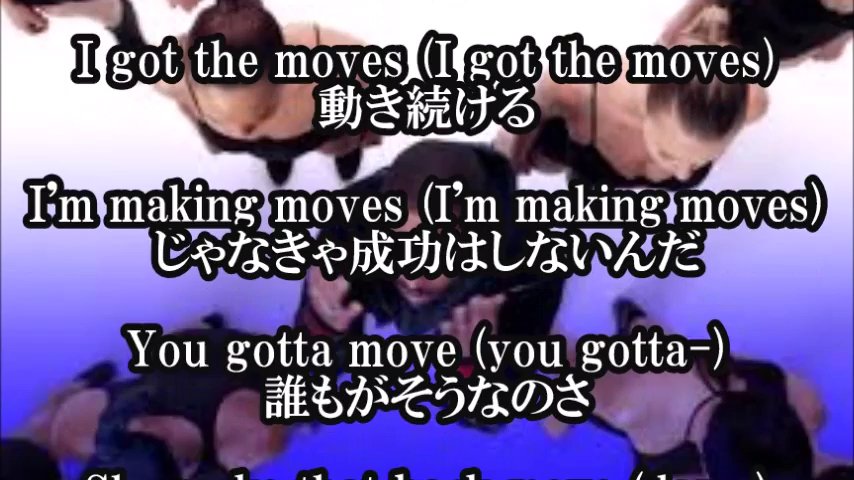 I got the moves (I got the moves)
動き続ける
I'm making moves (I'm making moves)
じゃなきゃ成功はしないんだ
You gotta move (you gotta-)
誰もがそうなのさ